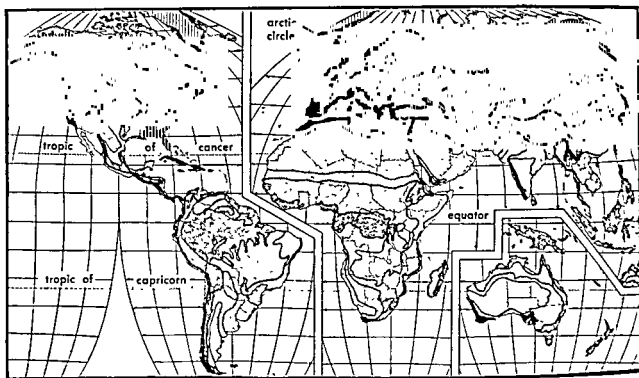 arctic
circle
tropic of cancer
equator
tropic of capricorn